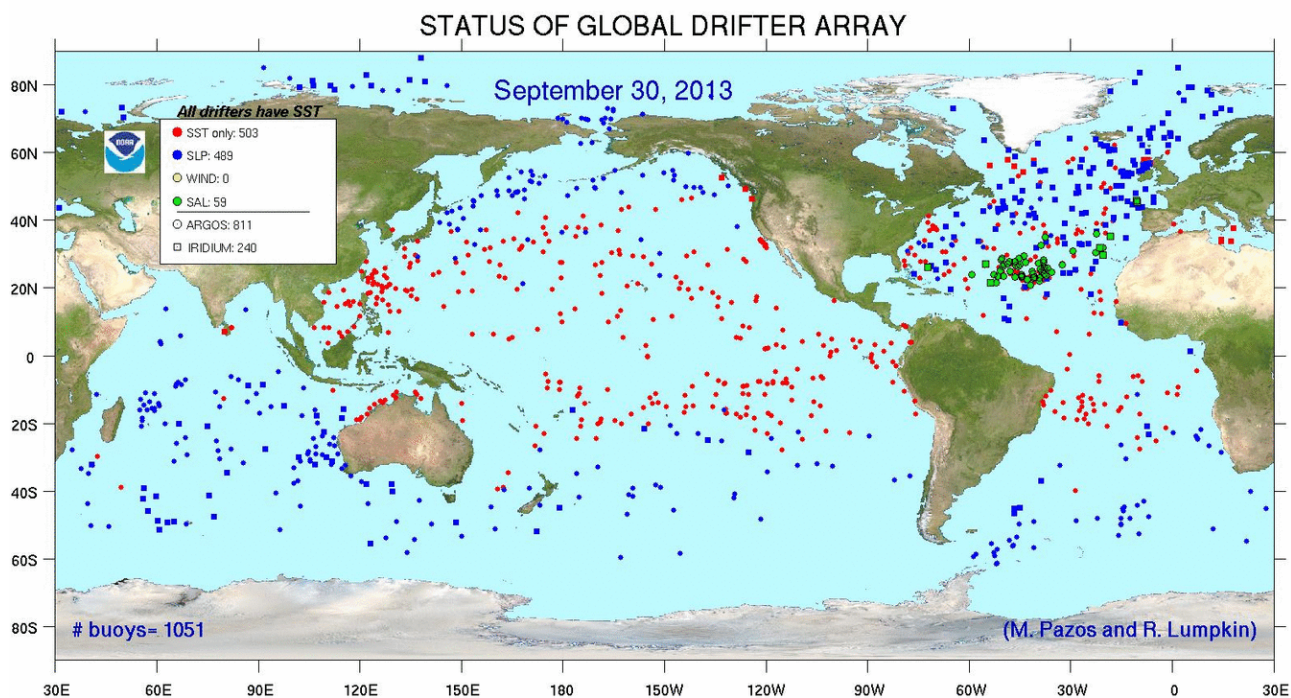 STATUS OF GLOBAL DRIFTER ARRAY
80N
September 30, 2013
All drifters have SST
NOAA
SST only: 503
SLP: 489
WIND: 0
SAL: 59
ARGOS: 811
IRIDIUM: 240
60N
40N
20N
0
20S
40S
60S
80S
# buoys= 1051
(M. Pazos and R. Lumpkin)
30E 60E 90E 120E 150E 180 150W 120W 90W 60W 30W 0 30E